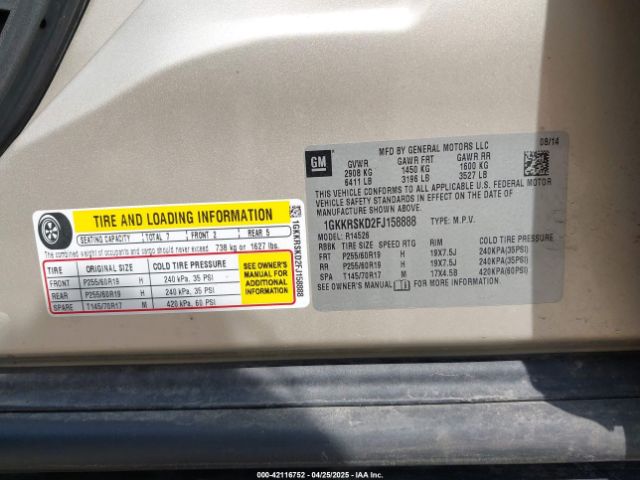 TIRE AND LOADING INFORMATION
SEATING CAPACITY TOTAL 7 FRONT 2 REAR 5
The combined weight of occupants and cargo should never exceed 738 kg or 1627 lbs.
TIRE ORIGINAL SIZE COLD TIRE PRESSURE
FRONT P255/60R19 H 240 kPa, 35 PSI
REAR P255/60R19 H 240 kPa, 35 PSI
SPARE T145/70R17 M 420 kPa, 60 PSI
SEE OWNER'S
MANUAL FOR
ADDITIONAL
INFORMATION
1GKKRSKD2FJ158888
GM
MFD BY GENERAL MOTORS LLC
08/14
GVWR GAWR FRT GAWR RR
2908 KG 1450 KG 1600 KG
6411 LB 3196 LB 3527 LB
THIS VEHICLE CONFORMS TO ALL APPLICABLE U.S. FEDERAL MOTOR
VEHICLE SAFETY STANDARDS IN EFFECT ON THE DATE OF
MANUFACTURE SHOWN ABOVE.
1GKKRSKD2FJ158888 TYPE: M.P.V.
MODEL: R14526
RBBK TIRE SIZE SPEED RTG RIM COLD TIRE PRESSURE
FRT P255/60R19 H 19X7.5J 240KPA(35PSI)
RR P255/60R19 H 19X7.5J 240KPA(35PSI)
SPA T145/70R17 M 17X4.5B 420KPA(60PSI)
SEE OWNER'S MANUAL FOR MORE INFORMATION.
000-42116752 - 04/25/2025 - IAAI.COM